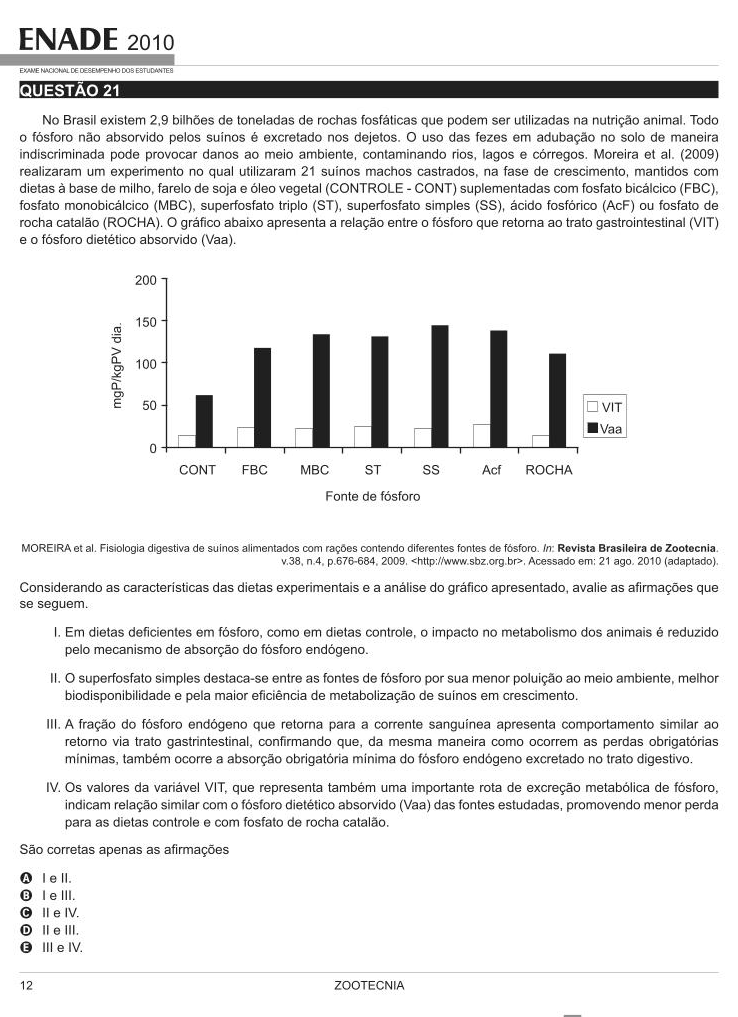 ENADE 2010
EXAME NACIONAL DE DESEMPENHO DOS ESTUDANTES
QUESTÃO 21
No Brasil existem 2,9 bilhões de toneladas de rochas fosfáticas que podem ser utilizadas na nutrição animal. Todo
o fósforo não absorvido pelos suínos é excretado nos dejetos. O uso das fezes em adubação no solo de maneira
indiscriminada pode provocar danos ao meio ambiente, contaminando rios, lagos e córregos. Moreira et al. (2009)
realizaram um experimento no qual utilizaram 21 suínos machos castrados, na fase de crescimento, mantidos com
dietas à base de milho, farelo de soja e óleo vegetal (CONTROLE - CONT) suplementadas com fosfato bicálcico (FBC),
fosfato monobicálcico (MBC), superfosfato triplo (ST), superfosfato simples (SS), ácido fosfórico (AcF) ou fosfato de
rocha catalão (ROCHA). O gráfico abaixo apresenta a relação entre o fósforo que retorna ao trato gastrointestinal (VIT)
e o fósforo dietético absorvido (Vaa).
200
150
100
50
0
mgP/kgPV dia.
VIT
Vaa
CONT FBC MBC ST SS Acf ROCHA
Fonte de fósforo
MOREIRA et al. Fisiologia digestiva de suínos alimentados com rações contendo diferentes fontes de fósforo. In: Revista Brasileira de Zootecnia.
v.38, n.4, p.676-684, 2009. <http://www.sbz.org.br>. Acessado em: 21 ago. 2010 (adaptado).
Considerando as características das dietas experimentais e a análise do gráfico apresentado, avalie as afirmações que
se seguem.
I. Em dietas deficientes em fósforo, como em dietas controle, o impacto no metabolismo dos animais é reduzido
pelo mecanismo de absorção do fósforo endógeno.
II. O superfosfato simples destaca-se entre as fontes de fósforo por sua menor poluição ao meio ambiente, melhor
biodisponibilidade e pela maior eficiência de metabolização de suínos em crescimento.
III. A fração do fósforo endógeno que retorna para a corrente sanguínea apresenta comportamento similar ao
retorno via trato gastrintestinal, confirmando que, da mesma maneira como ocorrem as perdas obrigatórias
mínimas, também ocorre a absorção obrigatória mínima do fósforo endógeno excretado no trato digestivo.
IV. Os valores da variável VIT, que representa também uma importante rota de excreção metabólica de fósforo,
indicam relação similar com o fósforo dietético absorvido (Vaa) das fontes estudadas, promovendo menor perda
para as dietas controle e com fosfato de rocha catalão.
São corretas apenas as afirmações
A I e II.
B I e III.
C II e IV.
D II e III.
E III e IV.
12
ZOOTECNIA